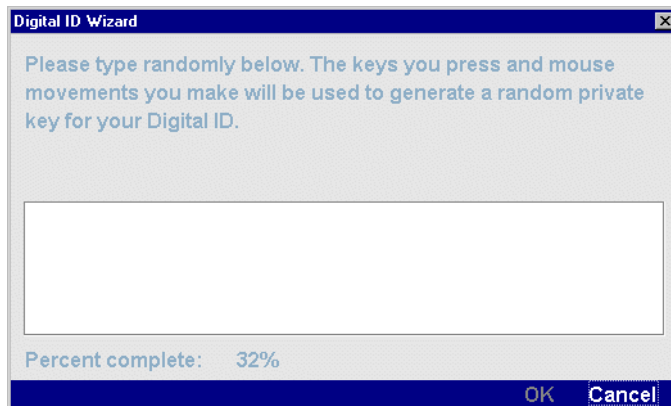 Digital ID Wizard
Please type randomly below. The keys you press and mouse
movements you make will be used to generate a random private
key for your Digital ID.
Percent complete: 32%
OK Cancel